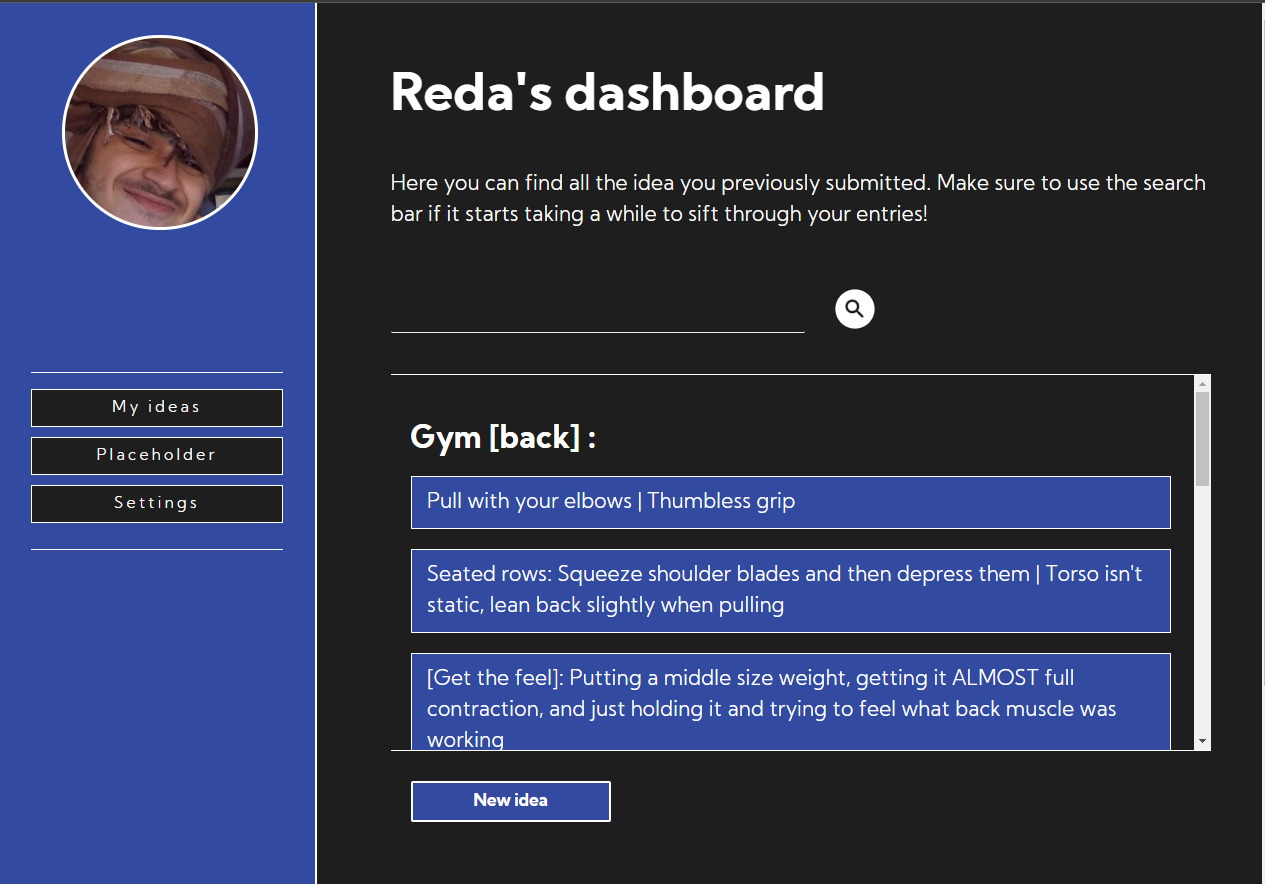 Reda's dashboard
Here you can find all the idea you previously submitted. Make sure to use the search
bar if it starts taking a while to sift through your entries!
My ideas
Placeholder
Settings
Gym [back] :
Pull with your elbows | Thumbless grip
Seated rows: Squeeze shoulder blades and then depress them | Torso isn't
static, lean back slightly when pulling
[Get the feel]: Putting a middle size weight, getting it ALMOST full
contraction, and just holding it and trying to feel what back muscle was
working
New idea